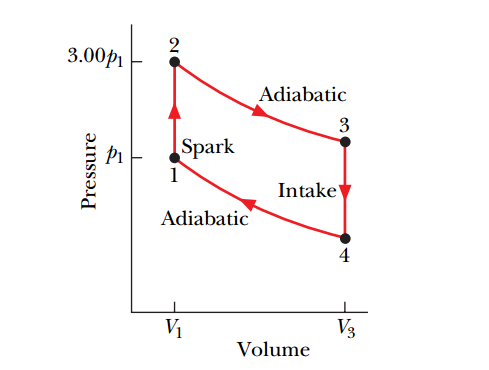 2
3.00p₁
Adiabatic
3
Pressure
p₁
Spark
1
Intake
Adiabatic
4
V₁
V₃
Volume